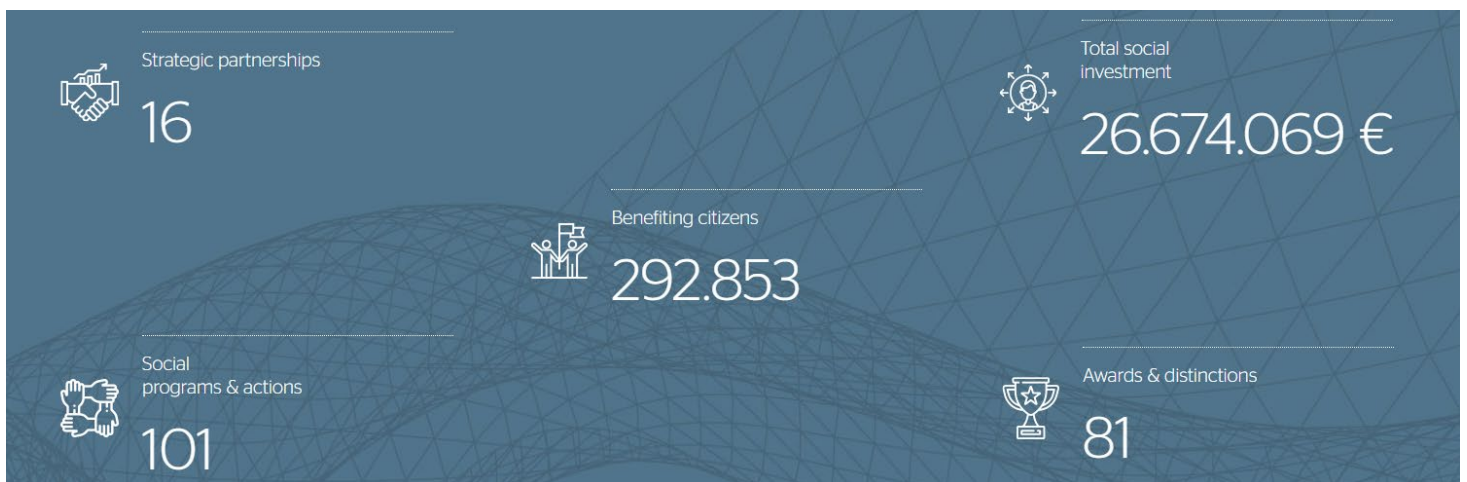 Strategic partnerships
16
Total social
investment
26.674.069 €
Benefiting citizens
292.853
Social
programs & actions
101
Awards & distinctions
81